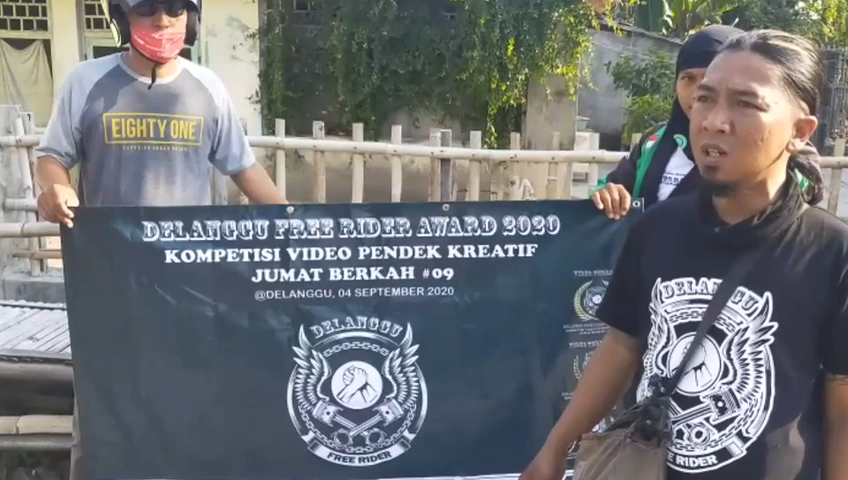 EIGHTY ONE
DELANGGU FREE RIDER AWARD 2020
KOMPETISI VIDEO PENDEK KREATIF
JUMAT BERKAH #09
@DELANGGU, 04 SEPTEMBER 2020
DELANGGU
FREE RIDER
DELANGGU
FREE RIDER